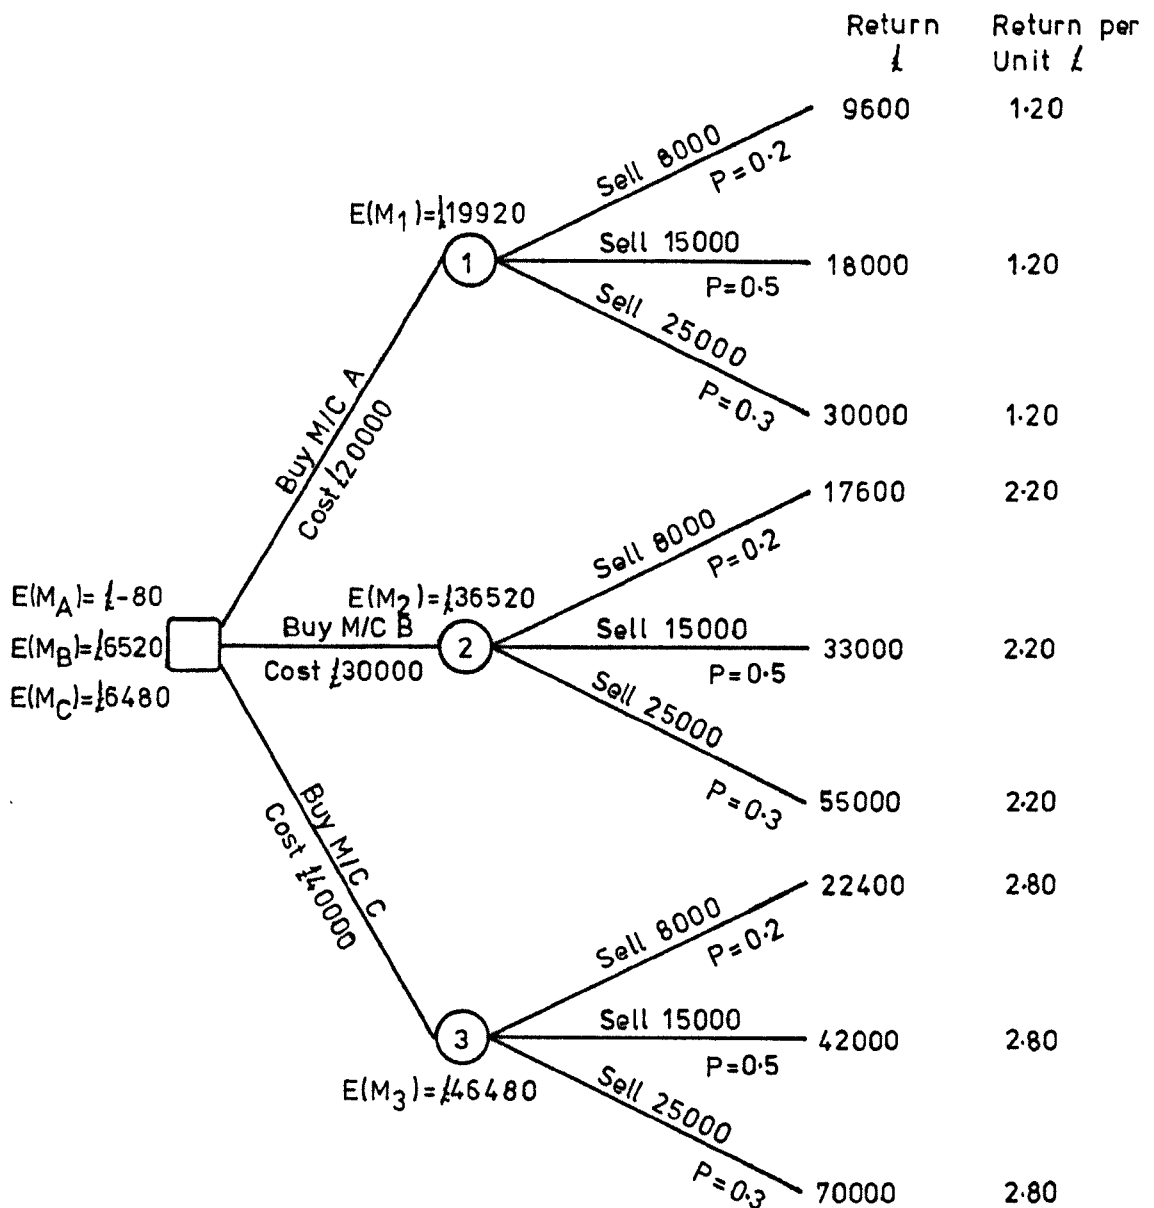 Return £
Return per Unit £
Sell 8000
P=0·2
9600
1·20
E(M1)=£19920
1
Sell 15000
P=0·5
18000
1·20
Sell 25000
P=0·3
30000
1·20
Buy M/C A
Cost £20000
Sell 8000
P=0·2
17600
2·20
E(MA)= £-80
E(MB)=£6520
E(MC)=£6480
E(M2)=£36520
Buy M/C B
Cost £30000
2
Sell 15000
P=0·5
33000
2·20
Sell 25000
P=0·3
55000
2·20
Buy M/C C
Cost £40000
Sell 8000
P=0·2
22400
2·80
3
E(M3)=£46480
Sell 15000
P=0·5
42000
2·80
Sell 25000
P=0·3
70000
2·80